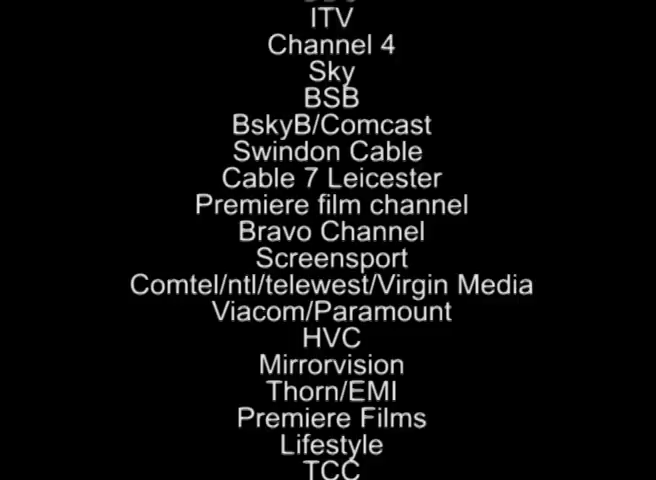 ITV
Channel 4
Sky
BSB
BskyB/Comcast
Swindon Cable
Cable 7 Leicester
Premiere film channel
Bravo Channel
Screensport
Comtel/ntl/telewest/Virgin Media
Viacom/Paramount
HVC
Mirrorvision
Thorn/EMI
Premiere Films
Lifestyle
TCC